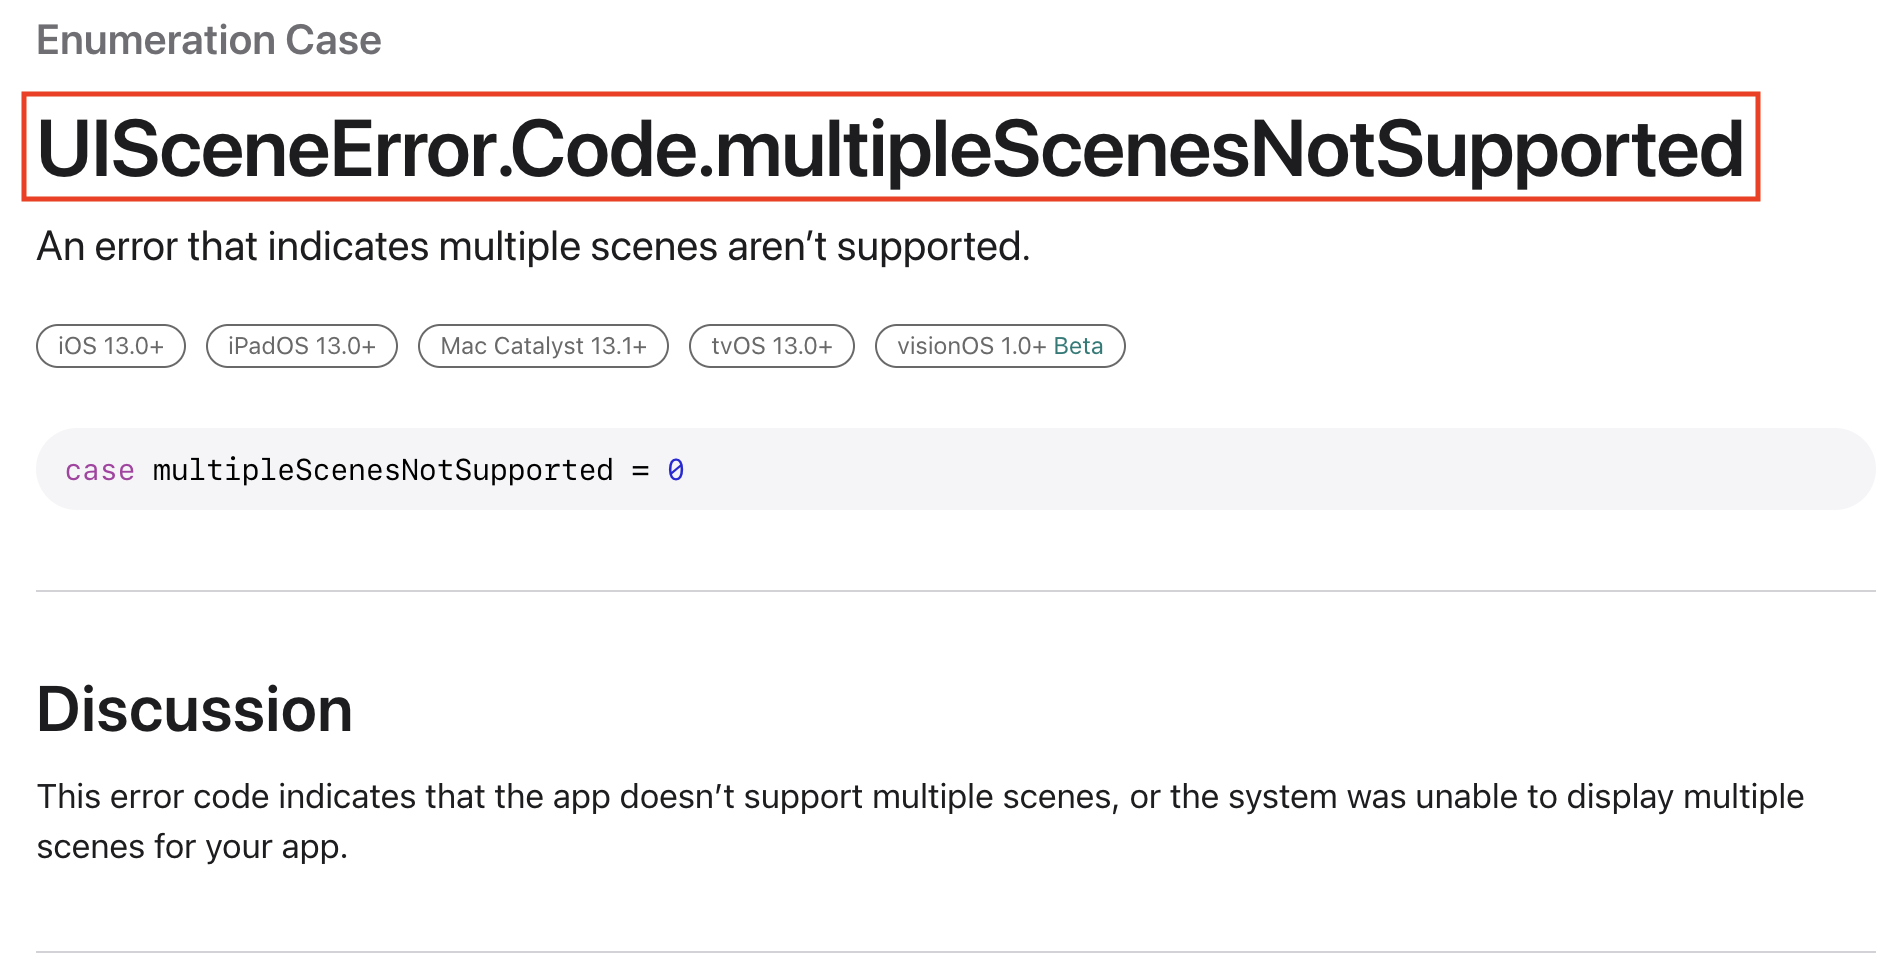 Enumeration Case
UISceneError.Code.multipleScenesNotSupported
An error that indicates multiple scenes aren’t supported.
iOS 13.0+ iPadOS 13.0+ Mac Catalyst 13.1+ tvOS 13.0+ visionOS 1.0+ Beta
case multipleScenesNotSupported = 0
Discussion
This error code indicates that the app doesn’t support multiple scenes, or the system was unable to display multiple
scenes for your app.